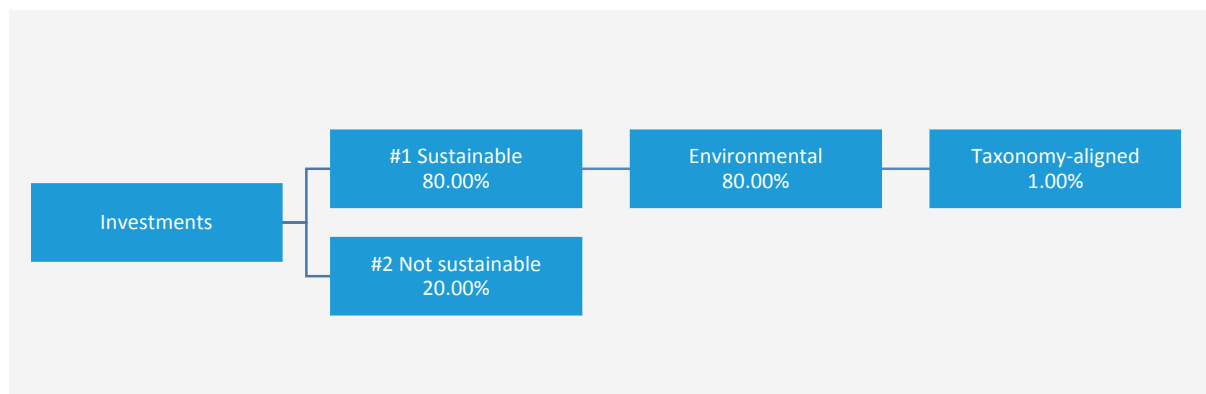 Investments
#1 Sustainable
80.00%
#2 Not sustainable
20.00%
Environmental
80.00%
Taxonomy-aligned
1.00%